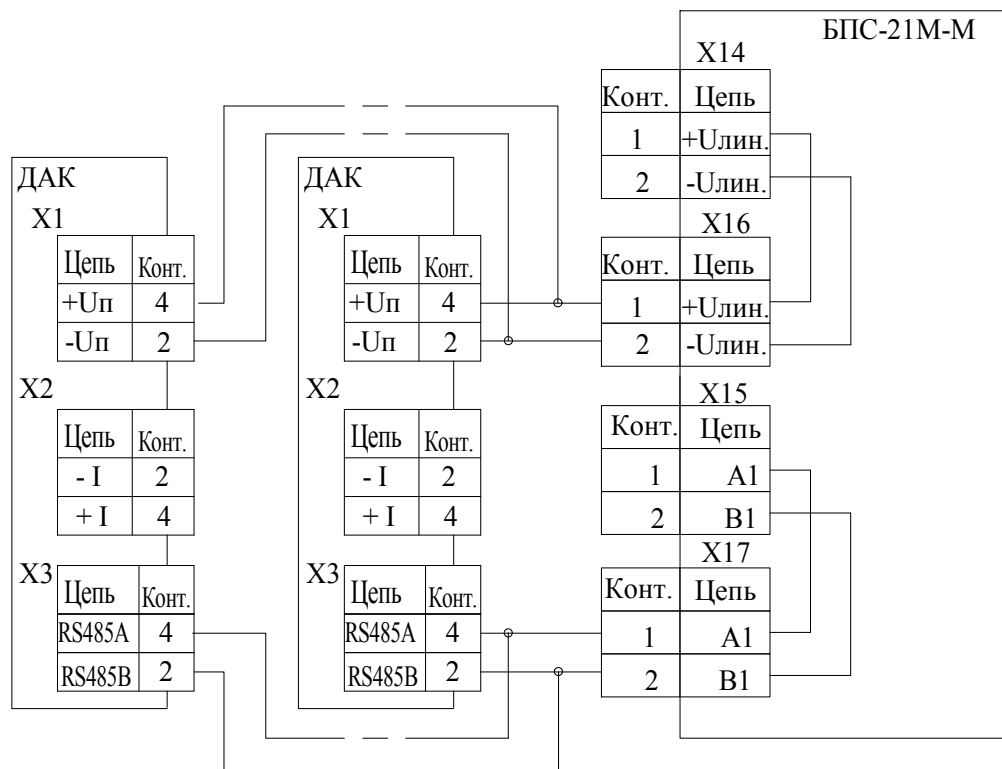 БПС-21М-М
X14
Конт. Цепь
1 +Uлин.
2 -Uлин.
X16
Конт. Цепь
1 +Uлин.
2 -Uлин.
X15
Конт. Цепь
1 A1
2 B1
X17
Конт. Цепь
1 A1
2 B1
ДАК
X1
Цепь Конт.
+Uп 4
-Uп 2
X2
Цепь Конт.
- I 2
+ I 4
X3
Цепь Конт.
RS485A 4
RS485B 2
ДАК
X1
Цепь Конт.
+Uп 4
-Uп 2
X2
Цепь Конт.
- I 2
+ I 4
X3
Цепь Конт.
RS485A 4
RS485B 2